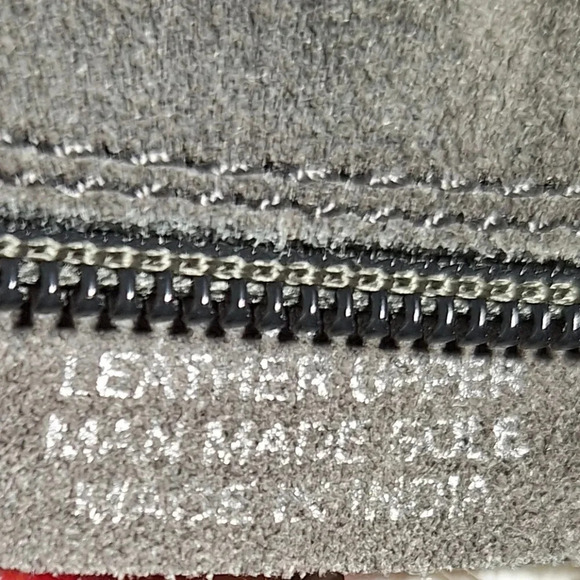 LEATHER UPPER
MAN MADE SOLE
MADE IN INDIA